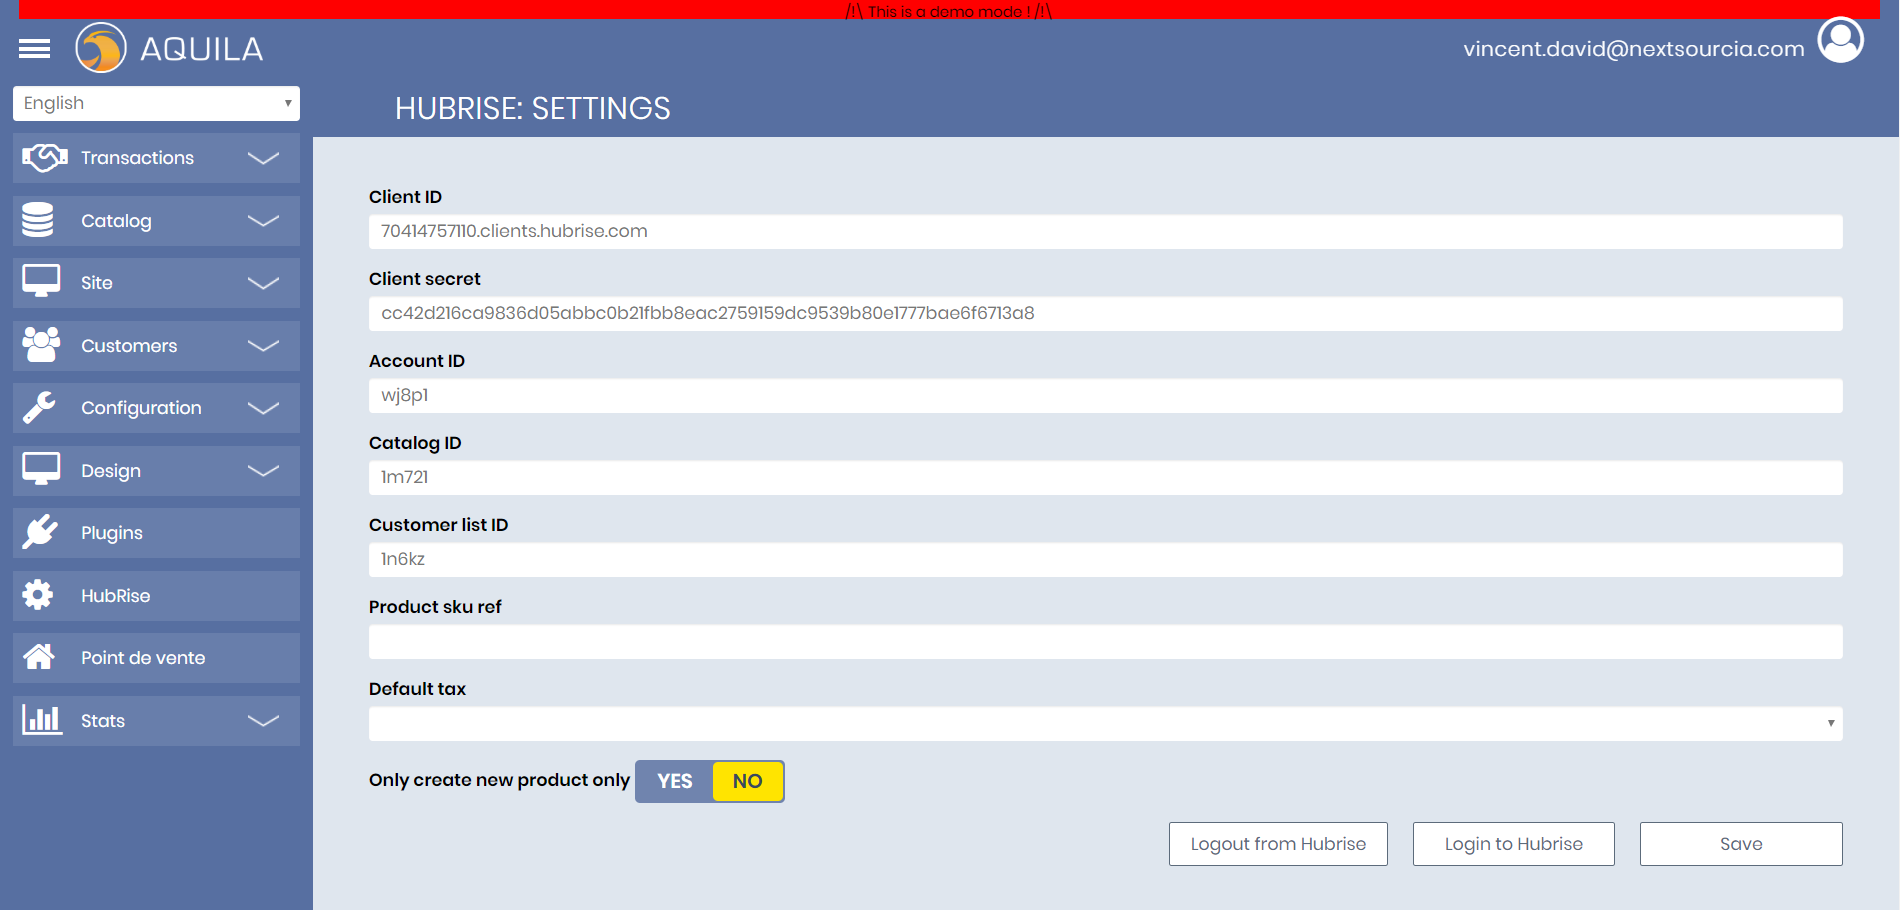 /!\ This is a demo mode ! /!\
AQUILA
vincent.david@nextsourcia.com
English
HUBRISE: SETTINGS
Transactions
Catalog
Site
Customers
Configuration
Design
Plugins
HubRise
Point de vente
Stats
Client ID
70414757110.clients.hubrise.com
Client secret
cc42d216ca9836d05abbc0b21fbb8eac2759159dc9539b80e1777bae6f6713a8
Account ID
wj8p1
Catalog ID
1m721
Customer list ID
1n6kz
Product sku ref
Default tax
Only create new product only YES NO
Logout from Hubrise Login to Hubrise Save